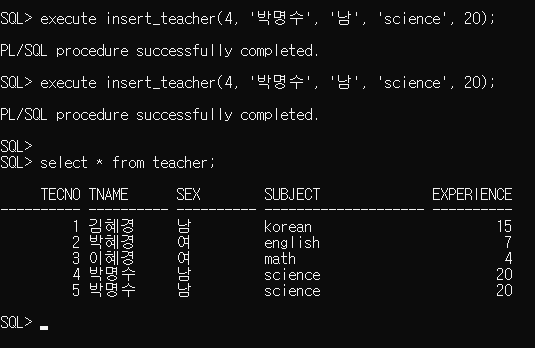 SQL> execute insert_teacher(4, '박명수', '남', 'science', 20);
PL/SQL procedure successfully completed.
SQL> execute insert_teacher(4, '박명수', '남', 'science', 20);
PL/SQL procedure successfully completed.
SQL>
SQL> select * from teacher;
TECNO TNAME SEX SUBJECT EXPERIENCE
---------- ---------- ---------- -------------------- ----------
1 김혜경 남 korean 15
2 박혜경 여 english 7
3 이혜경 여 math 4
4 박명수 남 science 20
5 박명수 남 science 20
SQL>